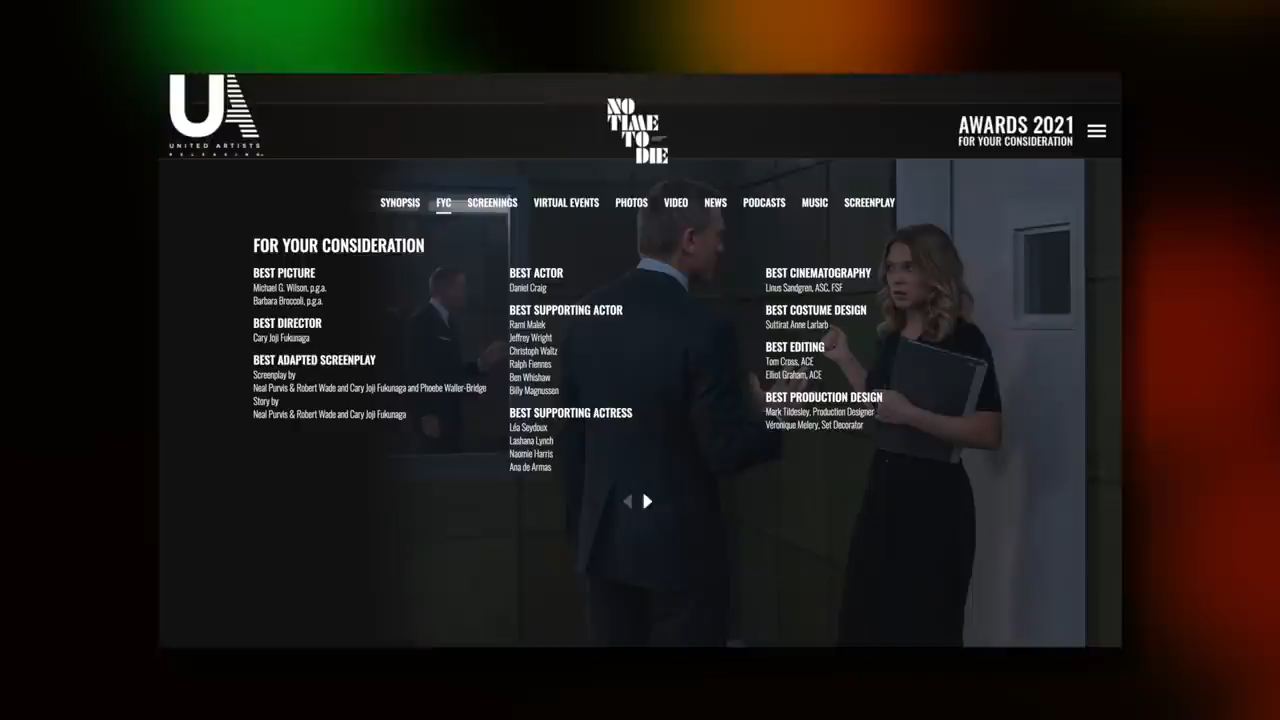 UA
UNITED ARTISTS
RELEASING
NO
TIME
TO
DIE
AWARDS 2021
FOR YOUR CONSIDERATION
SYNOPSIS FYC SCREENINGS VIRTUAL EVENTS PHOTOS VIDEO NEWS PODCASTS MUSIC SCREENPLAY
FOR YOUR CONSIDERATION
BEST PICTURE
Michael G. Wilson, p.g.a.
Barbara Broccoli, p.g.a.
BEST DIRECTOR
Cary Joji Fukunaga
BEST ADAPTED SCREENPLAY
Screenplay by
Neal Purvis & Robert Wade and Cary Joji Fukunaga and Phoebe Waller-Bridge
Story by
Neal Purvis & Robert Wade and Cary Joji Fukunaga
BEST ACTOR
Daniel Craig
BEST SUPPORTING ACTOR
Rami Malek
Jeffrey Wright
Christoph Waltz
Ralph Fiennes
Ben Whishaw
Billy Magnussen
BEST SUPPORTING ACTRESS
Léa Seydoux
Lashana Lynch
Naomie Harris
Ana de Armas
BEST CINEMATOGRAPHY
Linus Sandgren, ASC, FSF
BEST COSTUME DESIGN
Suttirat Anne Larlarb
BEST EDITING
Tom Cross, ACE
Elliot Graham, ACE
BEST PRODUCTION DESIGN
Mark Tildesley, Production Designer
Véronique Melery, Set Decorator